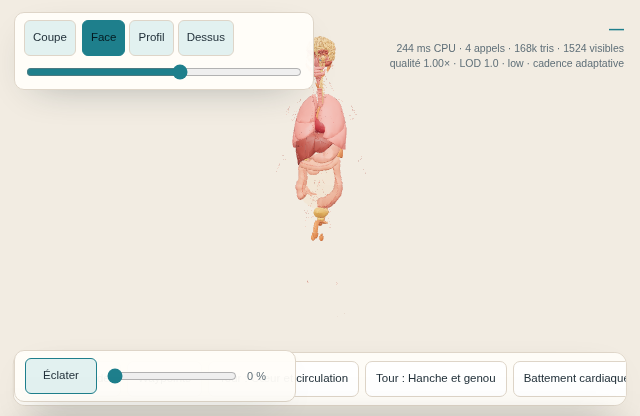 Coupe
Face
Profil
Dessus
—
244 ms CPU · 4 appels · 168k tris · 1524 visibles
qualité 1.00× · LOD 1.0 · low · cadence adaptative
Éclater
0 %
circulation
Tour : Hanche et genou
Battement cardiaque